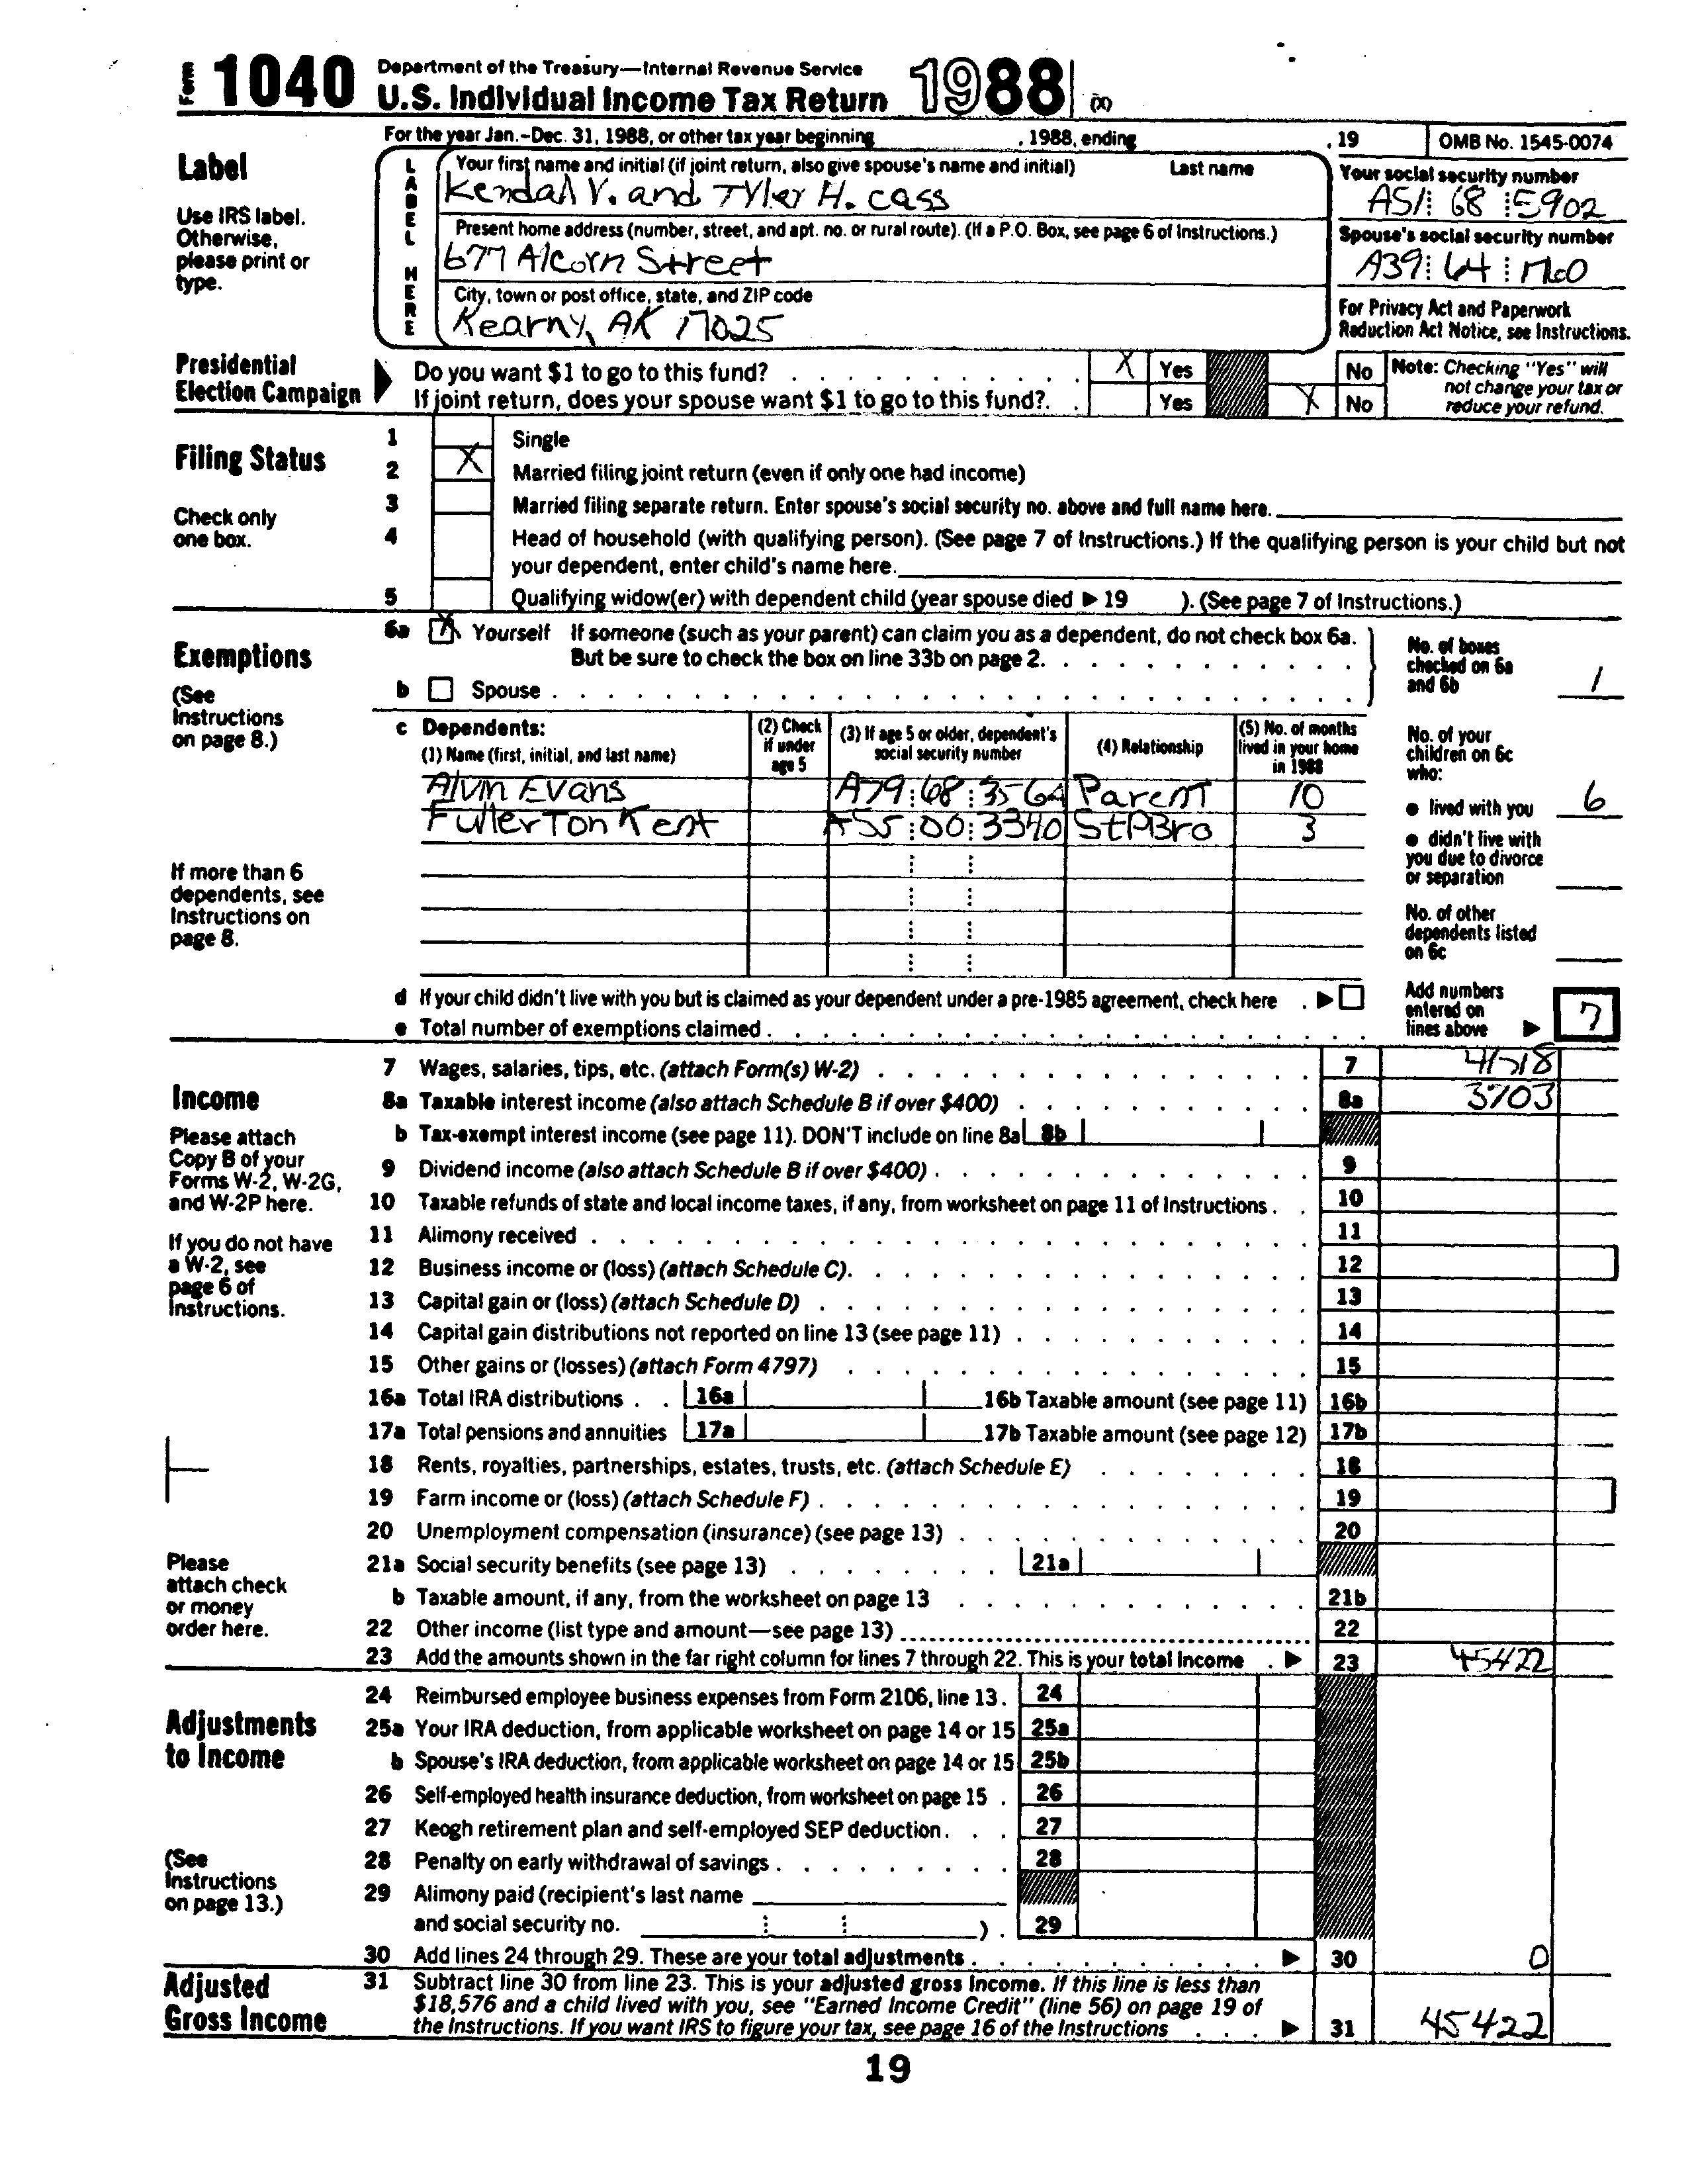 Form 1040 Department of the Treasury—Internal Revenue Service
U.S. Individual Income Tax Return 1988 (X)
For the year Jan.-Dec. 31, 1988, or other tax year beginning , 1988, ending , 19 OMB No. 1545-0074
Label
Use IRS label. Otherwise, please print or type.
LABEL HERE
Your first name and initial (if joint return, also give spouse's name and initial) Last name
Kendall V. and Tyler H. Cass
Your social security number
A51: 68 :5902
Present home address (number, street, and apt. no. or rural route). (If a P.O. Box, see page 6 of Instructions.)
677 Alcorn Street
Spouse's social security number
A39: 64 :
City, town or post office, state, and ZIP code
Kearny, AK 17025
For Privacy Act and Paperwork Reduction Act Notice, see Instructions.
Presidential Election Campaign
Do you want $1 to go to this fund? X Yes No
If joint return, does your spouse want $1 to go to this fund? Yes X No
Note: Checking "Yes" will not change your tax or reduce your refund.
Filing Status
Check only one box.
1 Single
2 X Married filing joint return (even if only one had income)
3 Married filing separate return. Enter spouse's social security no. above and full name here.
4 Head of household (with qualifying person). (See page 7 of Instructions.) If the qualifying person is your child but not
your dependent, enter child's name here.
5 Qualifying widow(er) with dependent child (year spouse died ▶ 19 ). (See page 7 of Instructions.)
Exemptions
(See Instructions on page 8.)
6a X Yourself If someone (such as your parent) can claim you as a dependent, do not check box 6a.
But be sure to check the box on line 33b on page 2.
b Spouse
No. of boxes checked on 6a and 6b 1
c Dependents:
(1) Name (first, initial, and last name)
(2) Check if under age 5
(3) If age 5 or older, dependent's social security number
(4) Relationship
(5) No. of months lived in your home in 1988
Alvin Evans A79:68:3564 Parent 10
Fullerton Kent A55:00:3340 StPBro 3
No. of your children on 6c who:
● lived with you 6
● didn't live with you due to divorce or separation
No. of other dependents listed on 6c
If more than 6 dependents, see Instructions on page 8.
d If your child didn't live with you but is claimed as your dependent under a pre-1985 agreement, check here ▶
e Total number of exemptions claimed
Add numbers entered on lines above ▶ 7
Income
Please attach Copy B of your Forms W-2, W-2G, and W-2P here.
If you do not have a W-2, see page 6 of Instructions.
7 Wages, salaries, tips, etc. (attach Form(s) W-2) 7 41718
8a Taxable interest income (also attach Schedule B if over $400) 8a 3703
b Tax-exempt interest income (see page 11). DON'T include on line 8a 8b
9 Dividend income (also attach Schedule B if over $400) 9
10 Taxable refunds of state and local income taxes, if any, from worksheet on page 11 of Instructions 10
11 Alimony received 11
12 Business income or (loss) (attach Schedule C) 12
13 Capital gain or (loss) (attach Schedule D) 13
14 Capital gain distributions not reported on line 13 (see page 11) 14
15 Other gains or (losses) (attach Form 4797) 15
16a Total IRA distributions 16a 16b Taxable amount (see page 11) 16b
17a Total pensions and annuities 17a 17b Taxable amount (see page 12) 17b
18 Rents, royalties, partnerships, estates, trusts, etc. (attach Schedule E) 18
19 Farm income or (loss) (attach Schedule F) 19
20 Unemployment compensation (insurance) (see page 13) 20
Please attach check or money order here.
21a Social security benefits (see page 13) 21a
b Taxable amount, if any, from the worksheet on page 13 21b
22 Other income (list type and amount—see page 13) 22
23 Add the amounts shown in the far right column for lines 7 through 22. This is your total income ▶ 23 45422
Adjustments to Income
(See Instructions on page 13.)
24 Reimbursed employee business expenses from Form 2106, line 13. 24
25a Your IRA deduction, from applicable worksheet on page 14 or 15 25a
b Spouse's IRA deduction, from applicable worksheet on page 14 or 15 25b
26 Self-employed health insurance deduction, from worksheet on page 15 26
27 Keogh retirement plan and self-employed SEP deduction 27
28 Penalty on early withdrawal of savings 28
29 Alimony paid (recipient's last name
and social security no. ) 29
30 Add lines 24 through 29. These are your total adjustments ▶ 30 0
Adjusted Gross Income
31 Subtract line 30 from line 23. This is your adjusted gross income. If this line is less than
$18,576 and a child lived with you, see "Earned Income Credit" (line 56) on page 19 of
the Instructions. If you want IRS to figure your tax, see page 16 of the Instructions ▶ 31 45422
19